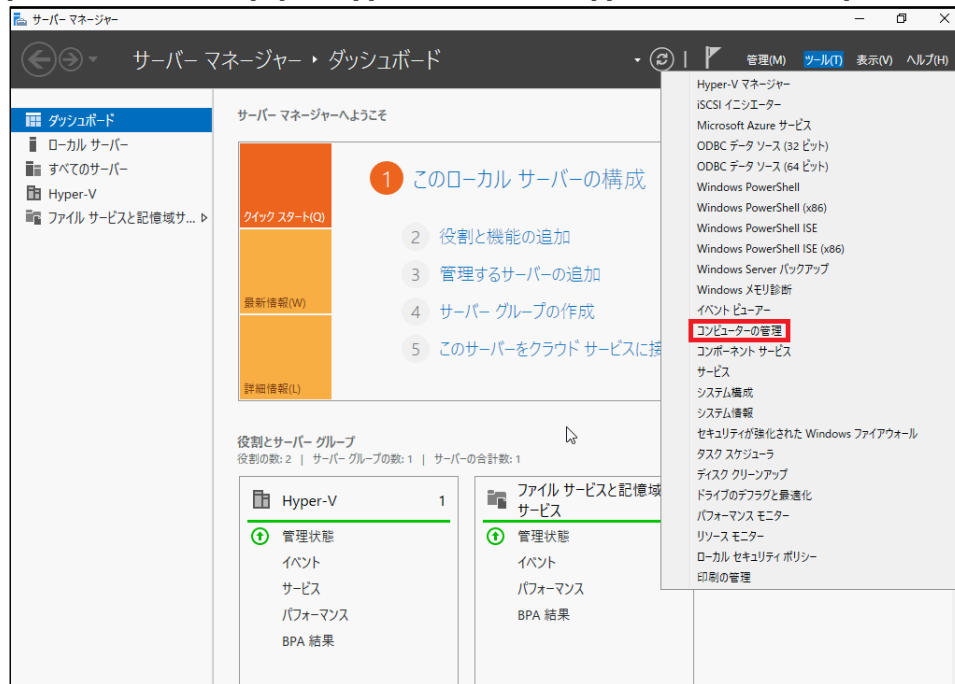 サーバー マネージャー
サーバー マネージャー ・ ダッシュボード
管理(M) ツール(T) 表示(V) ヘルプ(H)
ダッシュボード
ローカル サーバー
すべてのサーバー
Hyper-V
ファイル サービスと記憶域サ...
サーバー マネージャーへようこそ
クイック スタート(Q)
最新情報(W)
詳細情報(L)
1 このローカル サーバーの構成
2 役割と機能の追加
3 管理するサーバーの追加
4 サーバー グループの作成
5 このサーバーをクラウド サービスに接
役割とサーバー グループ
役割の数: 2 | サーバー グループの数: 1 | サーバーの合計数: 1
Hyper-V 1
管理状態
イベント
サービス
パフォーマンス
BPA 結果
ファイル サービスと記憶域
サービス
管理状態
イベント
パフォーマンス
BPA 結果
Hyper-V マネージャー
iSCSI イニシエーター
Microsoft Azure サービス
ODBC データ ソース (32 ビット)
ODBC データ ソース (64 ビット)
Windows PowerShell
Windows PowerShell (x86)
Windows PowerShell ISE
Windows PowerShell ISE (x86)
Windows Server バックアップ
Windows メモリ診断
イベント ビューアー
コンピューターの管理
コンポーネント サービス
サービス
システム構成
システム情報
セキュリティが強化された Windows ファイアウォール
タスク スケジューラ
ディスク クリーンアップ
ドライブのデフラグと最適化
パフォーマンス モニター
リソース モニター
ローカル セキュリティ ポリシー
印刷の管理